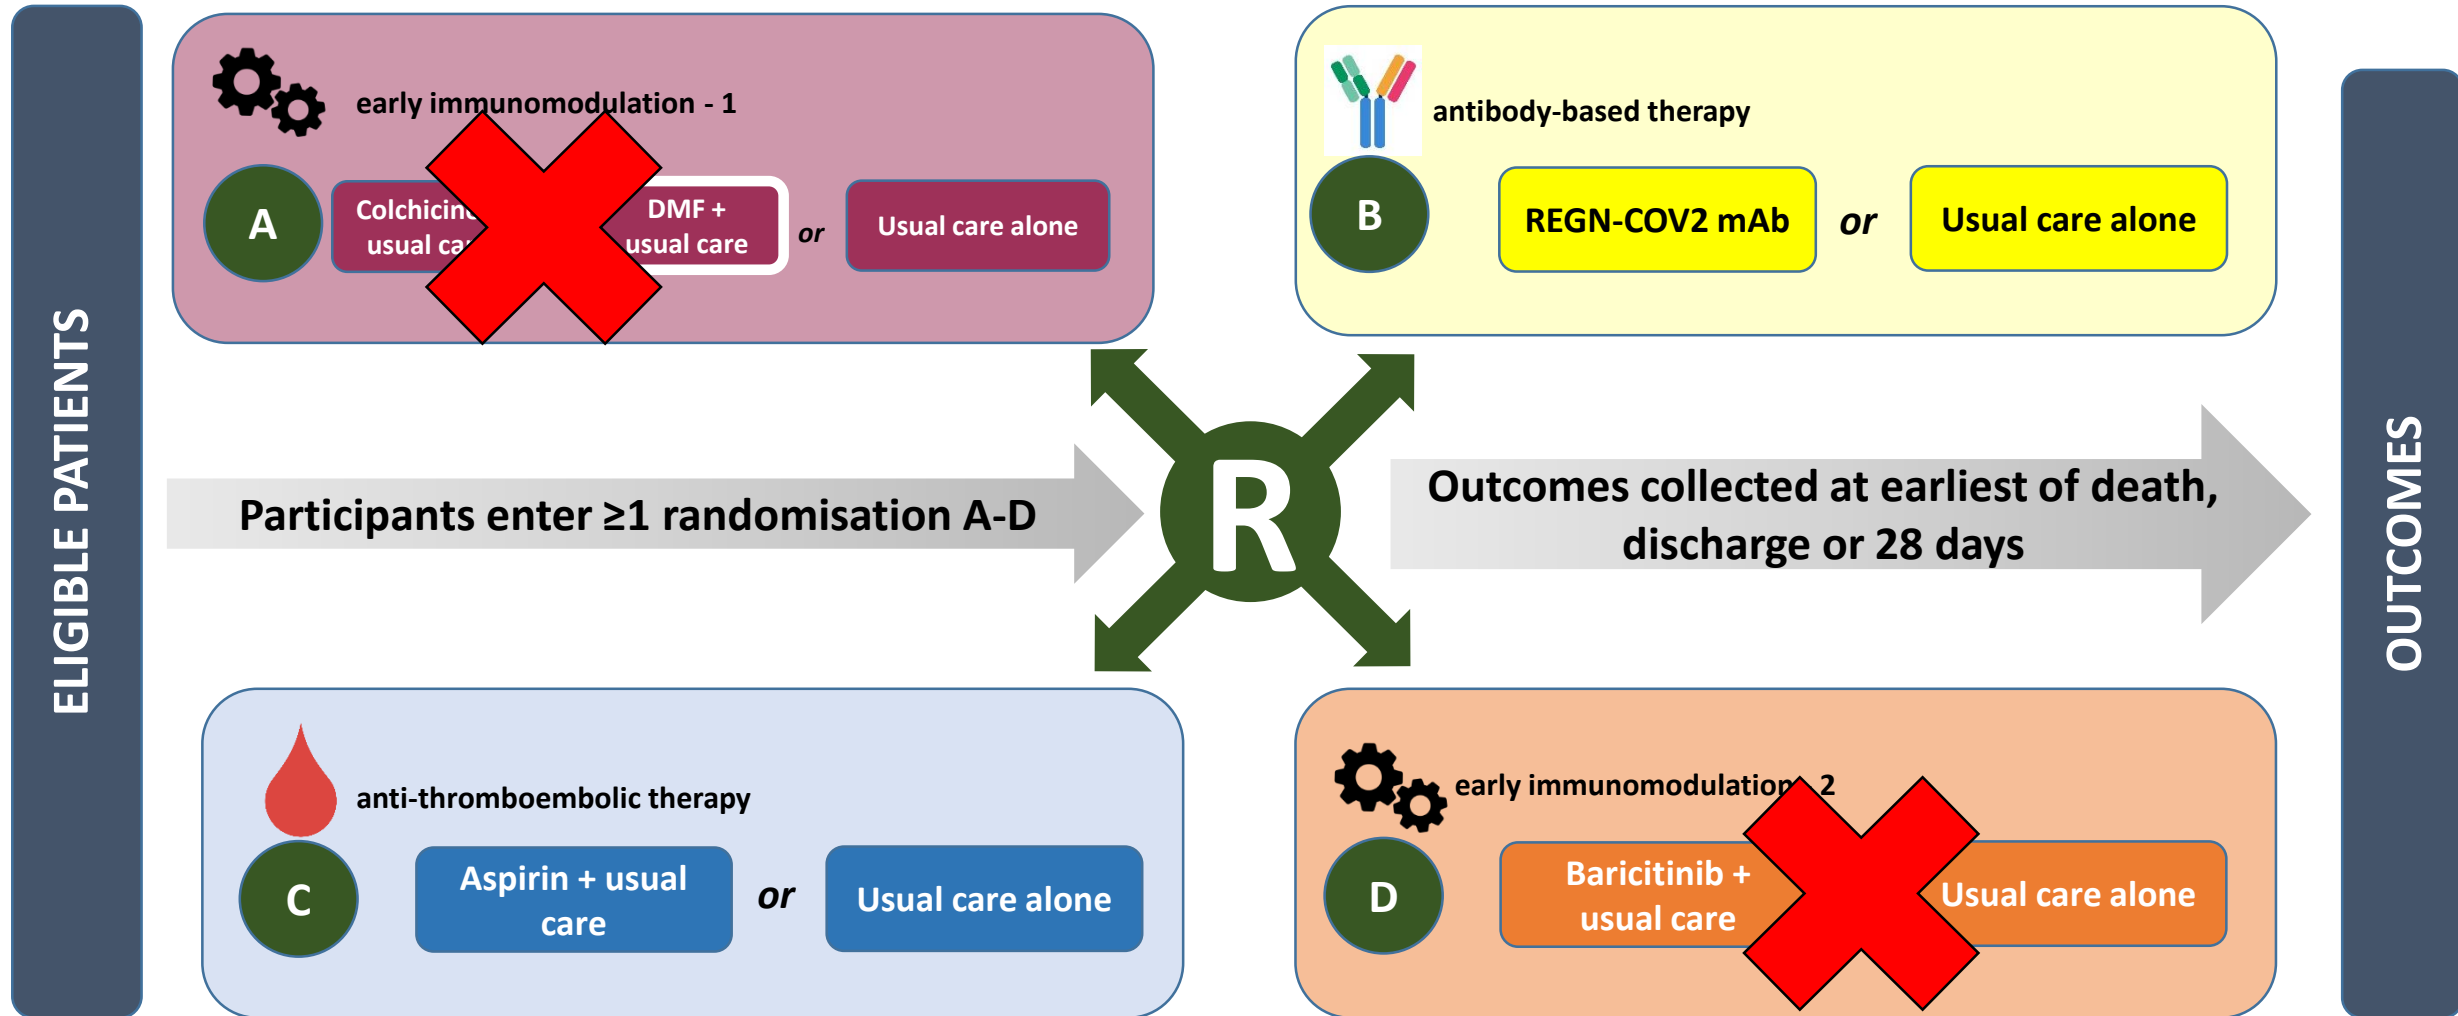 ELIGIBLE PATIENTS
early immunomodulation - 1
A
Colchicine
usual care
DMF +
usual care
or
Usual care alone
antibody-based therapy
B
REGN-COV2 mAb
or
Usual care alone
Participants enter ≥1 randomisation A-D
R
Outcomes collected at earliest of death,
discharge or 28 days
anti-thromboembolic therapy
C
Aspirin + usual
care
or
Usual care alone
early immunomodulation 2
D
Baricitinib +
usual care
Usual care alone
OUTCOMES